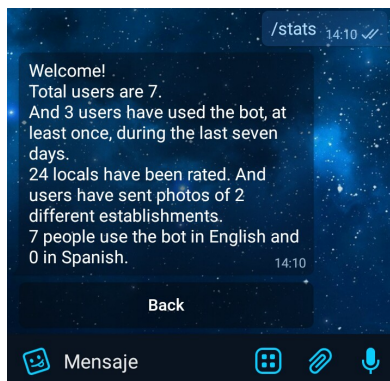 /stats 14:10
Welcome!
Total users are 7.
And 3 users have used the bot, at
least once, during the last seven
days.
24 locals have been rated. And
users have sent photos of 2
different establishments.
7 people use the bot in English and
0 in Spanish.
14:10
Back
Mensaje